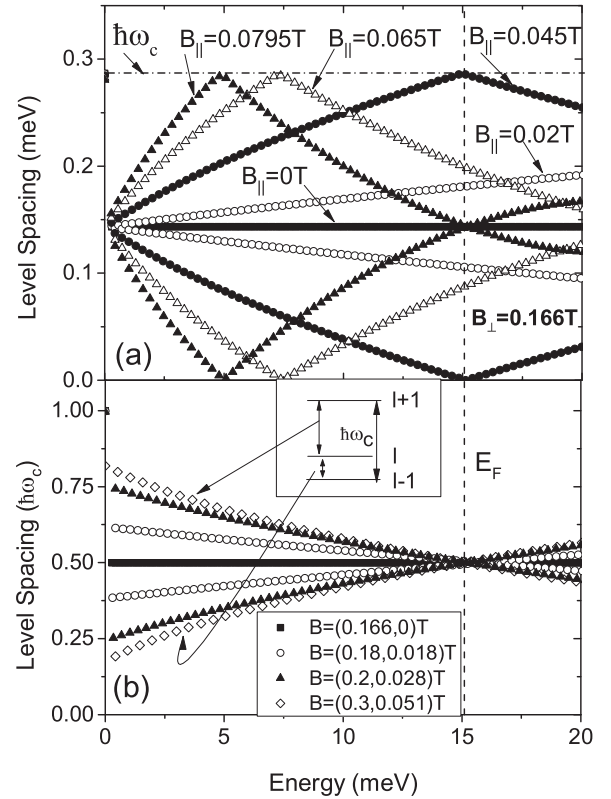 ħω_c
B_||=0.0795T
B_||=0.065T
B_||=0.045T
B_||=0.02T
B_||=0T
B_⊥=0.166T
(a)
Level Spacing (meV)
0.3
0.2
0.1
0.0
l+1
ħω_c
l
l-1
E_F
1.00
0.75
0.50
0.25
0.00
Level Spacing (ħω_c)
(b)
B=(0.166,0)T
B=(0.18,0.018)T
B=(0.2,0.028)T
B=(0.3,0.051)T
0 5 10 15 20
Energy (meV)